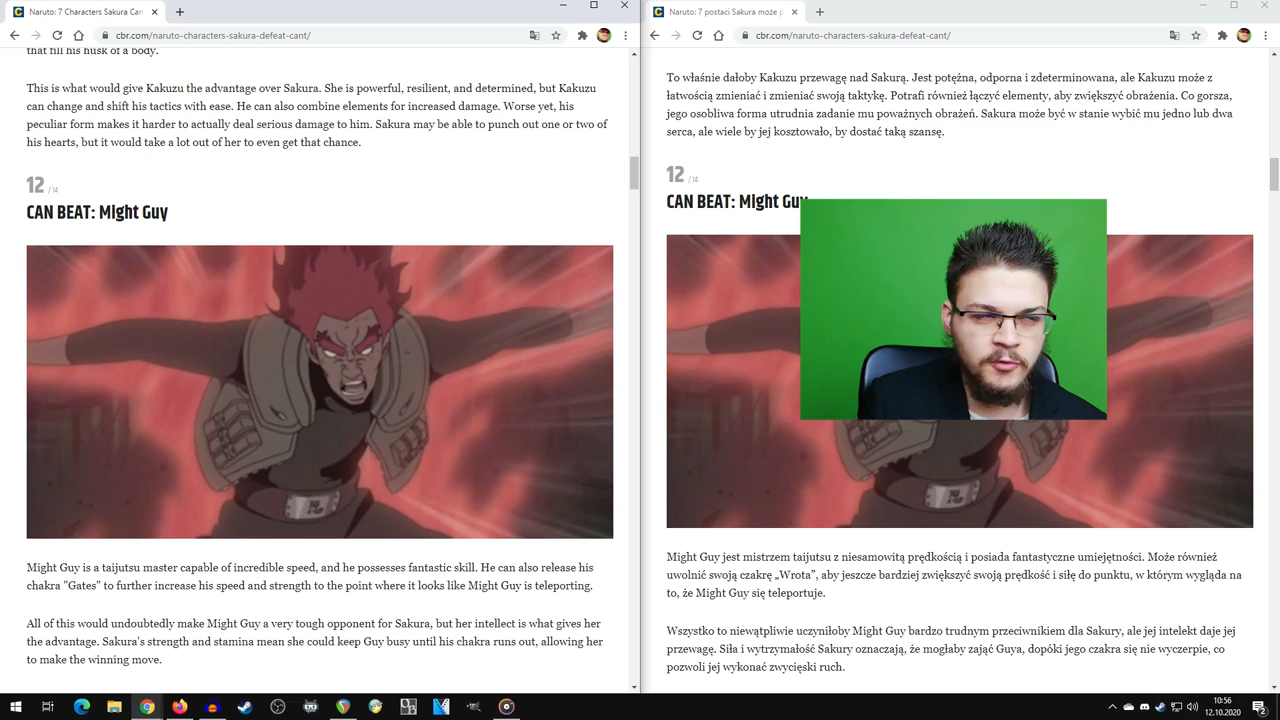 Naruto: 7 Characters Sakura Can
cbr.com/naruto-characters-sakura-defeat-cant/
that fill his husk of a body.
This is what would give Kakuzu the advantage over Sakura. She is powerful, resilient, and determined, but Kakuzu
can change and shift his tactics with ease. He can also combine elements for increased damage. Worse yet, his
peculiar form makes it harder to actually deal serious damage to him. Sakura may be able to punch out one or two of
his hearts, but it would take a lot out of her to even get that chance.
12 / 14
CAN BEAT: Might Guy
Might Guy is a taijutsu master capable of incredible speed, and he possesses fantastic skill. He can also release his
chakra "Gates" to further increase his speed and strength to the point where it looks like Might Guy is teleporting.
All of this would undoubtedly make Might Guy a very tough opponent for Sakura, but her intellect is what gives her
the advantage. Sakura's strength and stamina mean she could keep Guy busy until his chakra runs out, allowing her
to make the winning move.
Naruto: 7 postaci Sakura może p
cbr.com/naruto-characters-sakura-defeat-cant/
To właśnie dałoby Kakuzu przewagę nad Sakurą. Jest potężna, odporna i zdeterminowana, ale Kakuzu może z
łatwością zmieniać i zmieniać swoją taktykę. Potrafi również łączyć elementy, aby zwiększyć obrażenia. Co gorsza,
jego osobliwa forma utrudnia zadanie mu poważnych obrażeń. Sakura może być w stanie wybić mu jedno lub dwa
serca, ale wiele by jej kosztowało, by dostać taką szansę.
12 / 14
CAN BEAT: Might Guy
Might Guy jest mistrzem taijutsu z niesamowitą prędkością i posiada fantastyczne umiejętności. Może również
uwolnić swoją czakrę „Wrota”, aby jeszcze bardziej zwiększyć swoją prędkość i siłę do punktu, w którym wygląda na
to, że Might Guy się teleportuje.
Wszystko to niewątpliwie uczyniłoby Might Guy bardzo trudnym przeciwnikiem dla Sakury, ale jej intelekt daje jej
przewagę. Siła i wytrzymałość Sakury oznaczają, że mogłaby zająć Guya, dopóki jego czakra się nie wyczerpie, co
pozwoli jej wykonać zwycięski ruch.
10:56
12.10.2020
2